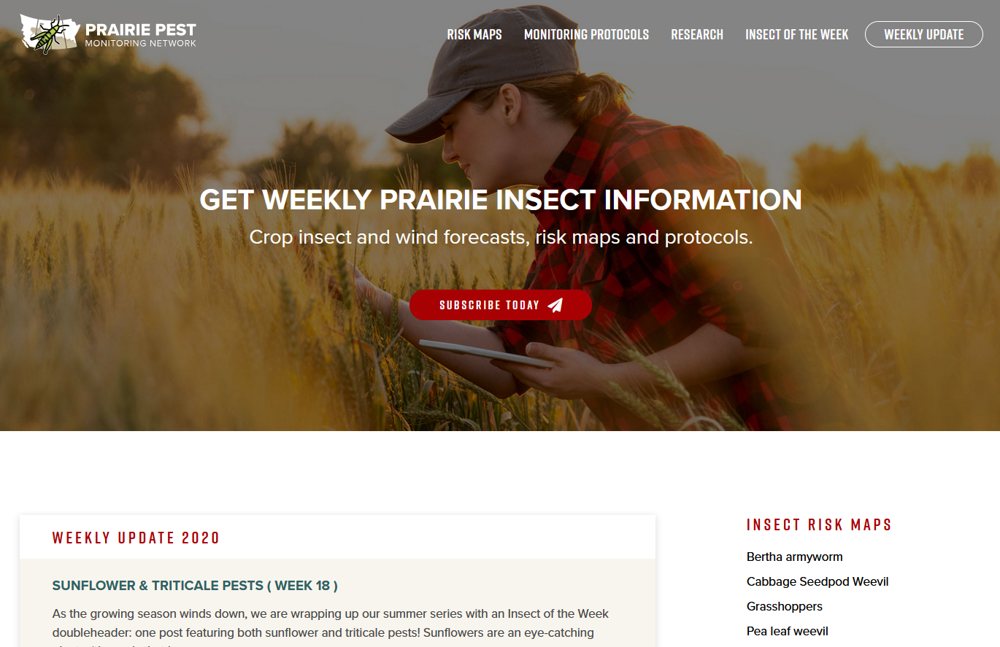 PRAIRIE PEST
MONITORING NETWORK
RISK MAPS
MONITORING PROTOCOLS
RESEARCH
INSECT OF THE WEEK
WEEKLY UPDATE
GET WEEKLY PRAIRIE INSECT INFORMATION
Crop insect and wind forecasts, risk maps and protocols.
SUBSCRIBE TODAY
WEEKLY UPDATE 2020
SUNFLOWER & TRITICALE PESTS ( WEEK 18 )
As the growing season winds down, we are wrapping up our summer series with an Insect of the Week
doubleheader: one post featuring both sunflower and triticale pests! Sunflowers are an eye-catching
INSECT RISK MAPS
Bertha armyworm
Cabbage Seedpod Weevil
Grasshoppers
Pea leaf weevil